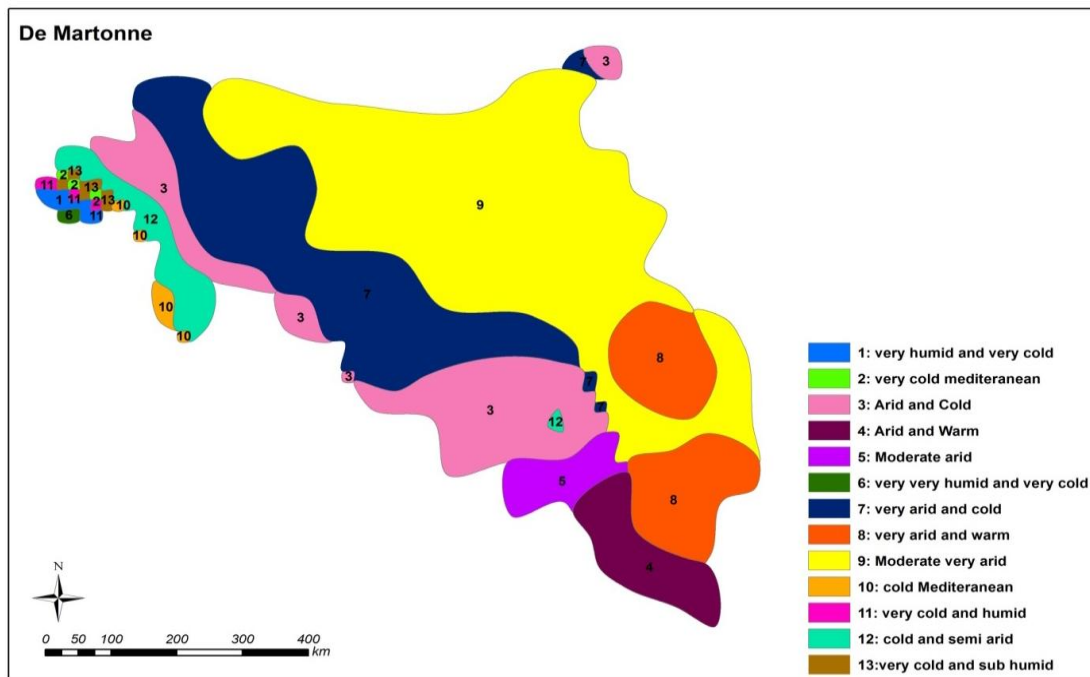 De Martonne
7 3
3
9
2 13
11 2 13
1 11 2 13 10
6 11
12
10
10
10
7
3
3
8
7
7
3
12
5
8
4
1: very humid and very cold
2: very cold mediteranean
3: Arid and Cold
4: Arid and Warm
5: Moderate arid
6: very very humid and very cold
7: very arid and cold
8: very arid and warm
9: Moderate very arid
10: cold Mediteranean
11: very cold and humid
12: cold and semi arid
13:very cold and sub humid
N
0 50 100 200 300 400
km